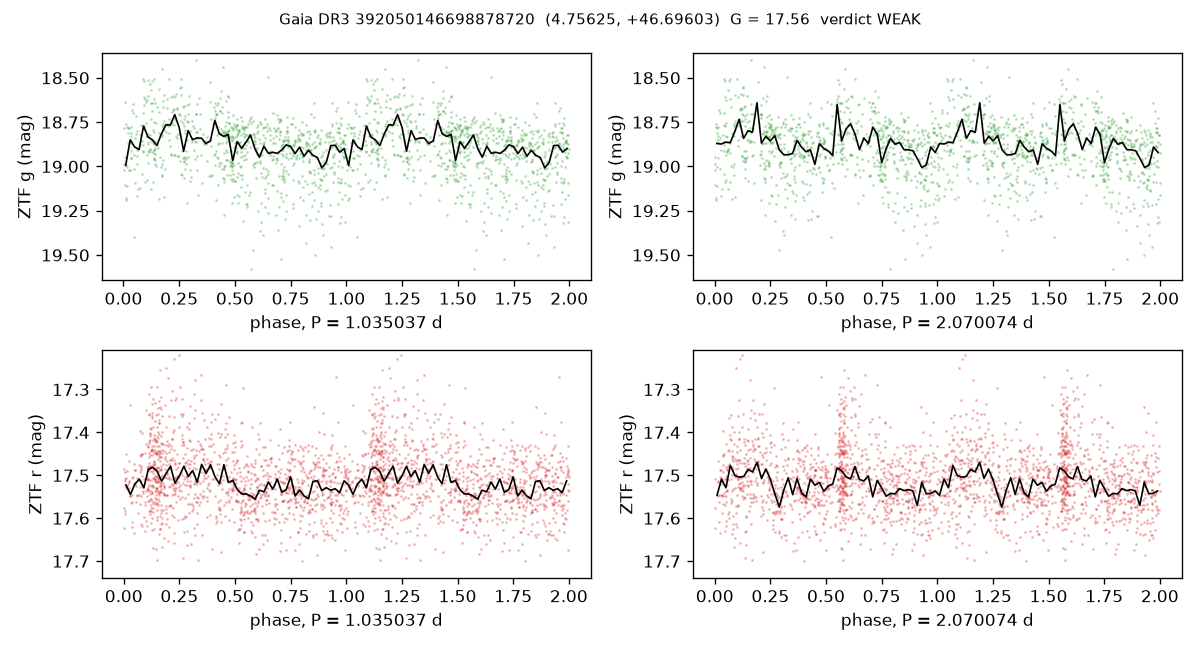 Gaia DR3 392050146698878720  (4.75625, +46.69603)  G = 17.56  verdict WEAK
ZTF g (mag)
18.50
18.75
19.00
19.25
19.50
0.00 0.25 0.50 0.75 1.00 1.25 1.50 1.75 2.00
phase, P = 1.035037 d
ZTF g (mag)
18.50
18.75
19.00
19.25
19.50
0.00 0.25 0.50 0.75 1.00 1.25 1.50 1.75 2.00
phase, P = 2.070074 d
ZTF r (mag)
17.3
17.4
17.5
17.6
17.7
0.00 0.25 0.50 0.75 1.00 1.25 1.50 1.75 2.00
phase, P = 1.035037 d
ZTF r (mag)
17.3
17.4
17.5
17.6
17.7
0.00 0.25 0.50 0.75 1.00 1.25 1.50 1.75 2.00
phase, P = 2.070074 d